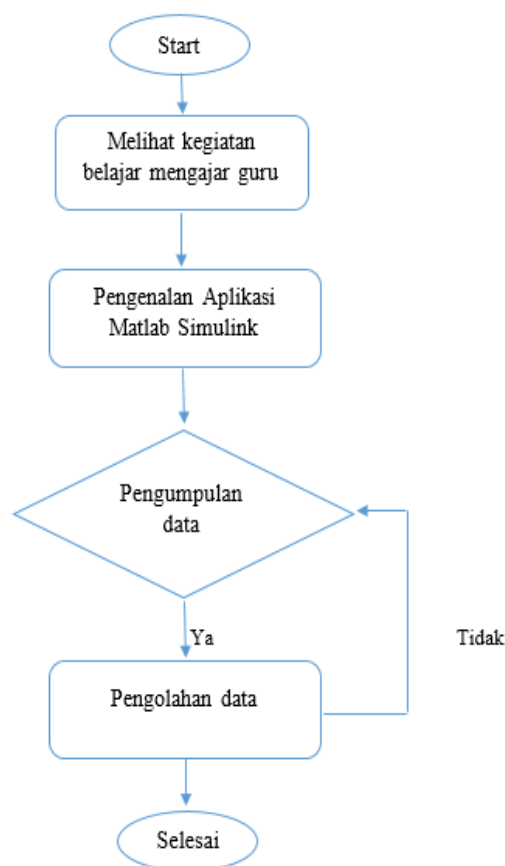 Start
Melihat kegiatan
belajar mengajar guru
Pengenalan Aplikasi
Matlab Simulink
Pengumpulan
data
Ya
Tidak
Pengolahan data
Selesai